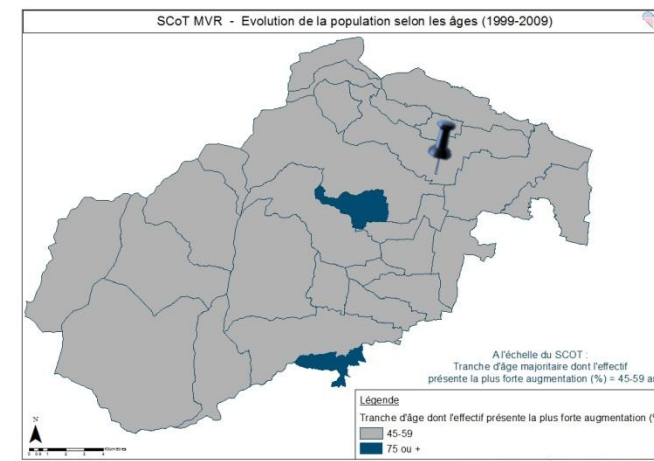 SCoT MVR - Evolution de la population selon les âges (1999-2009)
A l'échelle du SCOT :
Tranche d'âge majoritaire dont l'effectif
présente la plus forte augmentation (%) = 45-59 a
Légende
Tranche d'âge dont l'effectif présente la plus forte augmentation (
45-59
75 ou +
N